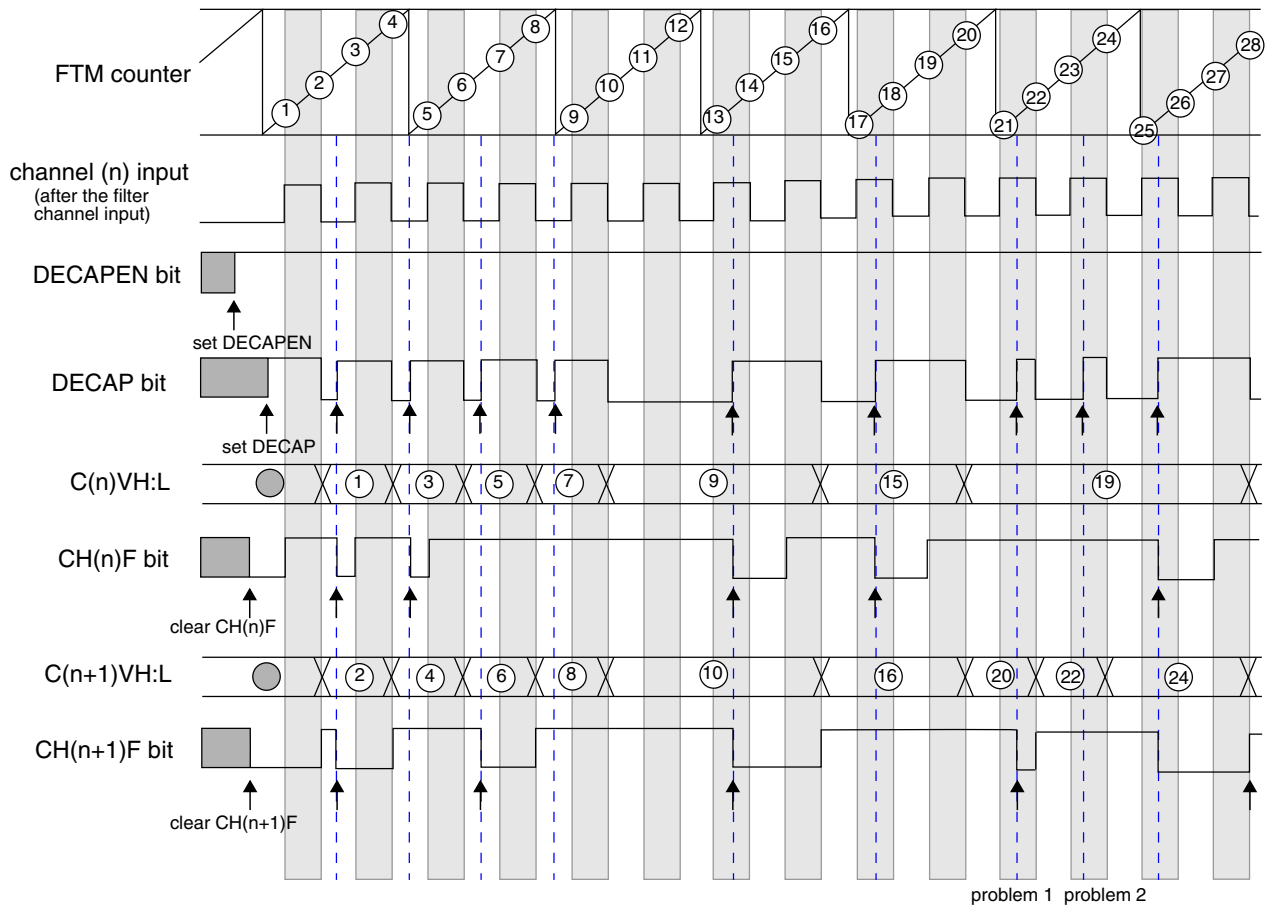 FTM counter
1 2 3 4 5 6 7 8 9 10 11 12 13 14 15 16 17 18 19 20 21 22 23 24 25 26 27 28
channel (n) input
(after the filter
channel input)
DECAPEN bit
set DECAPEN
DECAP bit
set DECAP
C(n)VH:L
1 3 5 7 9 15 19
CH(n)F bit
clear CH(n)F
C(n+1)VH:L
2 4 6 8 10 16 20 22 24
CH(n+1)F bit
clear CH(n+1)F
problem 1 problem 2